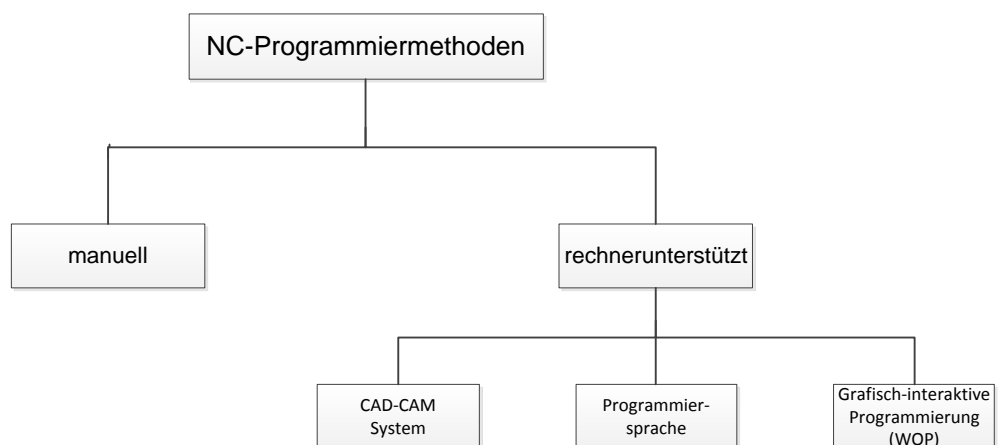 NC-Programmiermethoden
manuell
rechnerunterstützt
CAD-CAM
System
Programmier-
sprache
Grafisch-interaktive
Programmierung
(WOP)